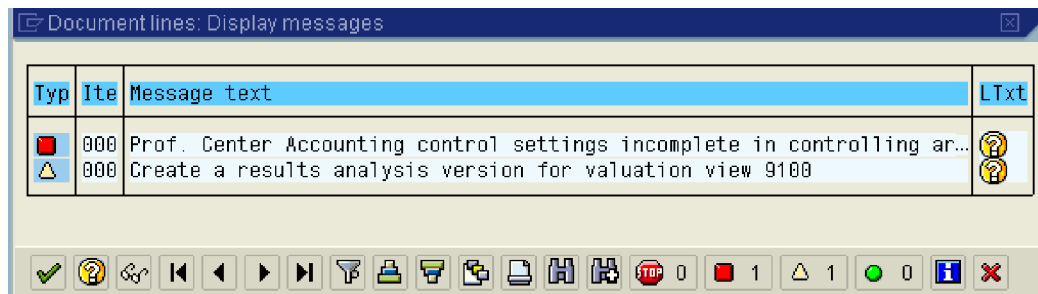 Document lines: Display messages
Typ Ite Message text LTxt
000 Prof. Center Accounting control settings incomplete in controlling ar…
000 Create a results analysis version for valuation view 9100
STOP 0 1 1 0